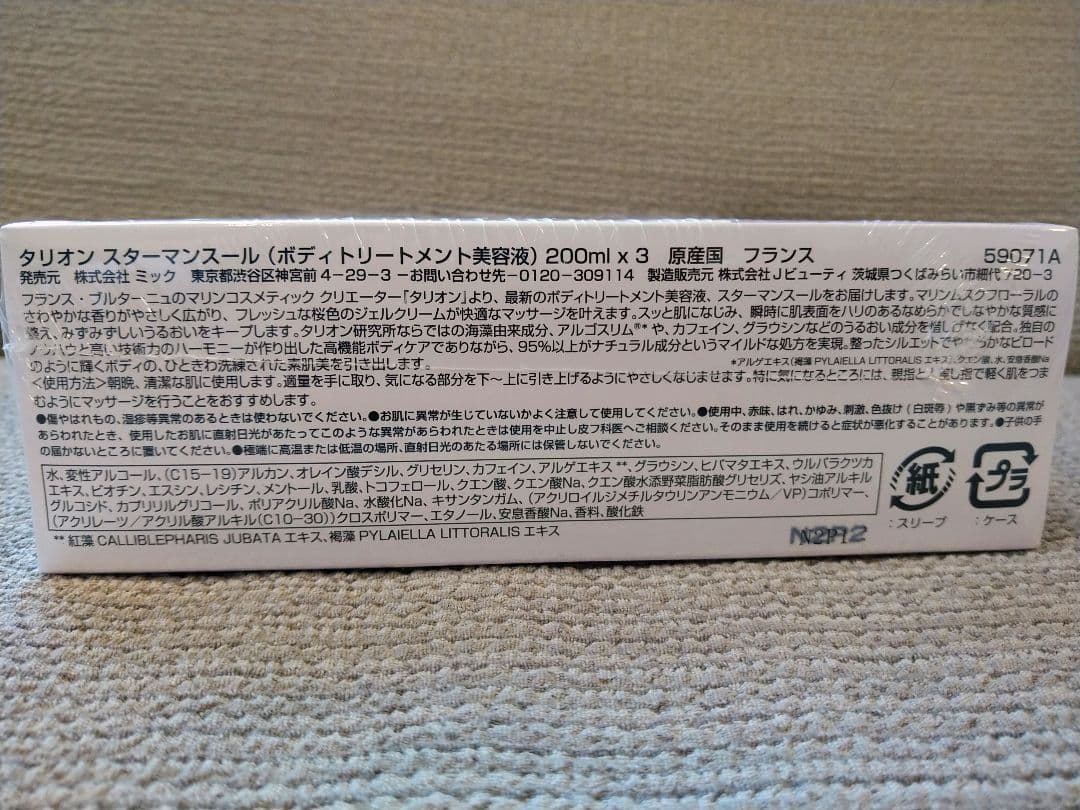 タリオン スターマンスール (ボディトリートメント美容液) 200ml x 3 原産国 フランス 59071A
発売元 株式会社 ミック 東京都渋谷区神宮前 4-29-3 -お問い合わせ先-0120-309114 製造販売元 株式会社 Jビューティ 茨城県つくばみらい市細代 720-3
フランス・ブルターニュのマリンコスメティック クリエーター「タリオン」より、最新のボディトリートメント美容液、スターマンスールをお届けします。マリンムスクフローラルの
さわやかな香りがやさしく広がり、フレッシュな桜色のジェルクリームが快適なマッサージを叶えます。スッと肌になじみ、瞬時に肌表面をハリのあるなめらかでしなやかな質感に
整え、みずみずしいうるおいをキープします。タリオン研究所ならではの海藻由来成分、アルゴスリム®* や、カフェイン、グラウシンなどのうるおい成分を惜しげなく配合。独自の
ノウハウと高い技術力のハーモニーが作り出した高機能ボディケアでありながら、95%以上がナチュラル成分というマイルドな処方を実現。整ったシルエットでやわらかなビロード
のように輝くボディの、ひときわ洗練された素肌美を引き出します。 *アルゲエキス(褐藻 PYLAIELLA LITTORALIS エキス)、クエン酸、水、安息香酸Na
<使用方法>朝晩、清潔な肌に使用します。適量を手に取り、気になる部分を下~上に引き上げるようにやさしくなじませます。特に気になるところには、親指と人差し指で軽く肌をつま
むようにマッサージを行うことをおすすめします。
●傷やはれもの、湿疹等異常のあるときは使わないでください。●お肌に異常が生じていないかよく注意して使用してください。●使用中、赤味、はれ、かゆみ、刺激、色抜け(白斑等)や黒ずみ等の異常が
あらわれたとき、使用したお肌に直射日光があたってこのような異常があらわれたときは使用を中止し皮フ科医へご相談ください。そのまま使用を続けると症状が悪化することがあります。●子供の手
の届かないところに置いてください。●極端に高温または低温の場所、直射日光のあたる場所には保管しないでください。
水、変性アルコール、(C15-19)アルカン、オレイン酸デシル、グリセリン、カフェイン、アルゲエキス **、グラウシン、ヒバマタエキス、ウルバラクツカ
エキス、ビオチン、エスシン、レシチン、メントール、乳酸、トコフェロール、クエン酸、クエン酸Na、クエン酸水添野菜脂肪酸グリセリズ、ヤシ油アルキル
グルコシド、カプリリルグリコール、ポリアクリル酸Na、水酸化Na、キサンタンガム、(アクリロイルジメチルタウリンアンモニウム/VP)コポリマー、
(アクリレーツ/アクリル酸アルキル(C10-30))クロスポリマー、エタノール、安息香酸Na、香料、酸化鉄
** 紅藻 CALLIBLEPHARIS JUBATA エキス、褐藻 PYLAIELLA LITTORALIS エキス
紙
:スリーブ
プラ
:ケース